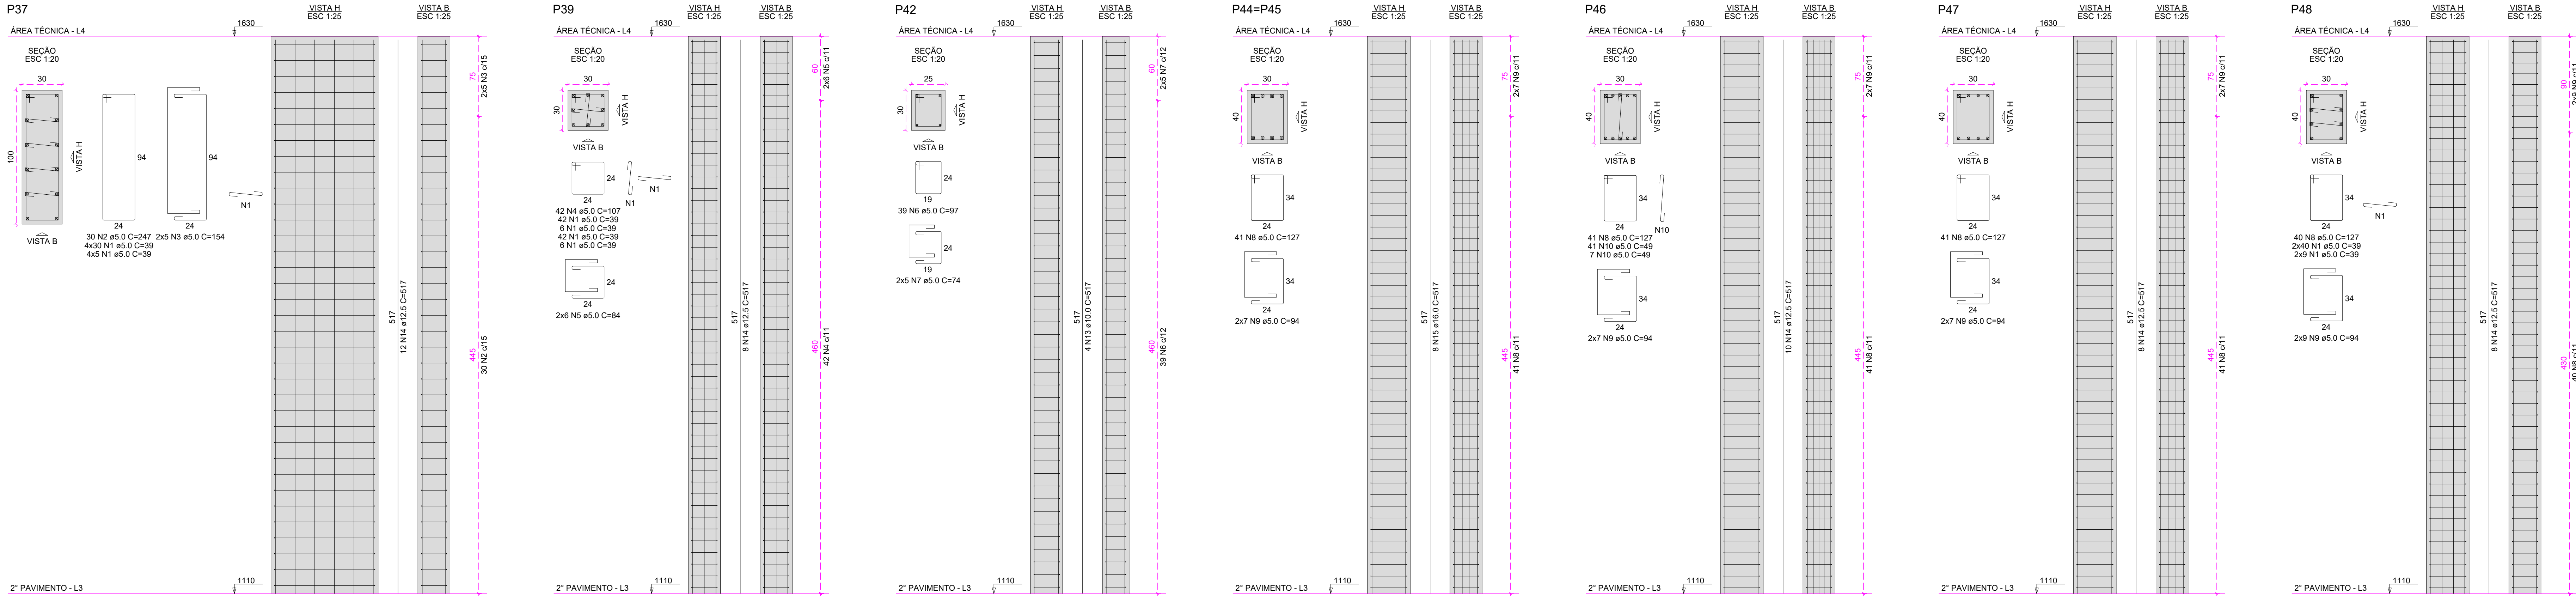 P37
VISTA H
ESC 1:25
VISTA B
ESC 1:25
1630
ÁREA TÉCNICA - L4
SEÇÃO
ESC 1:20
30
100
VISTA H
VISTA B
94
24
30 N2 ø5.0 C=247
4x30 N1 ø5.0 C=39
4x5 N1 ø5.0 C=39
94
24
2x5 N3 ø5.0 C=154
N1
517
12 N14 ø12.5 C=517
75
2x5 N3 c/15
445
30 N2 c/15
1110
2° PAVIMENTO - L3
P39
VISTA H
ESC 1:25
VISTA B
ESC 1:25
1630
ÁREA TÉCNICA - L4
SEÇÃO
ESC 1:20
30
30
VISTA H
VISTA B
24
24
N1
N1
42 N4 ø5.0 C=107
42 N1 ø5.0 C=39
6 N1 ø5.0 C=39
42 N1 ø5.0 C=39
6 N1 ø5.0 C=39
24
24
2x6 N5 ø5.0 C=84
517
8 N14 ø12.5 C=517
60
2x6 N5 c/11
460
42 N4 c/11
1110
2° PAVIMENTO - L3
P42
VISTA H
ESC 1:25
VISTA B
ESC 1:25
1630
ÁREA TÉCNICA - L4
SEÇÃO
ESC 1:20
25
30
VISTA H
VISTA B
24
19
39 N6 ø5.0 C=97
24
19
2x5 N7 ø5.0 C=74
517
4 N13 ø10.0 C=517
60
2x5 N7 c/12
460
39 N6 c/12
1110
2° PAVIMENTO - L3
P44=P45
VISTA H
ESC 1:25
VISTA B
ESC 1:25
1630
ÁREA TÉCNICA - L4
SEÇÃO
ESC 1:20
30
40
VISTA H
VISTA B
34
24
41 N8 ø5.0 C=127
34
24
2x7 N9 ø5.0 C=94
517
8 N15 ø16.0 C=517
75
2x7 N9 c/11
445
41 N8 c/11
1110
2° PAVIMENTO - L3
P46
VISTA H
ESC 1:25
VISTA B
ESC 1:25
1630
ÁREA TÉCNICA - L4
SEÇÃO
ESC 1:20
30
40
VISTA H
VISTA B
34
24
N10
41 N8 ø5.0 C=127
41 N10 ø5.0 C=49
7 N10 ø5.0 C=49
34
24
2x7 N9 ø5.0 C=94
517
10 N14 ø12.5 C=517
75
2x7 N9 c/11
445
41 N8 c/11
1110
2° PAVIMENTO - L3
P47
VISTA H
ESC 1:25
VISTA B
ESC 1:25
1630
ÁREA TÉCNICA - L4
SEÇÃO
ESC 1:20
30
40
VISTA H
VISTA B
34
24
41 N8 ø5.0 C=127
34
24
2x7 N9 ø5.0 C=94
517
8 N14 ø12.5 C=517
75
2x7 N9 c/11
445
41 N8 c/11
1110
2° PAVIMENTO - L3
P48
VISTA H
ESC 1:25
VISTA B
ESC 1:25
1630
ÁREA TÉCNICA - L4
SEÇÃO
ESC 1:20
30
40
VISTA H
VISTA B
34
24
N1
40 N8 ø5.0 C=127
2x40 N1 ø5.0 C=39
2x9 N1 ø5.0 C=39
34
24
2x9 N9 ø5.0 C=94
517
8 N14 ø12.5 C=517
90
2x9 N9 c/11
430
40 N8 c/11
1110
2° PAVIMENTO - L3